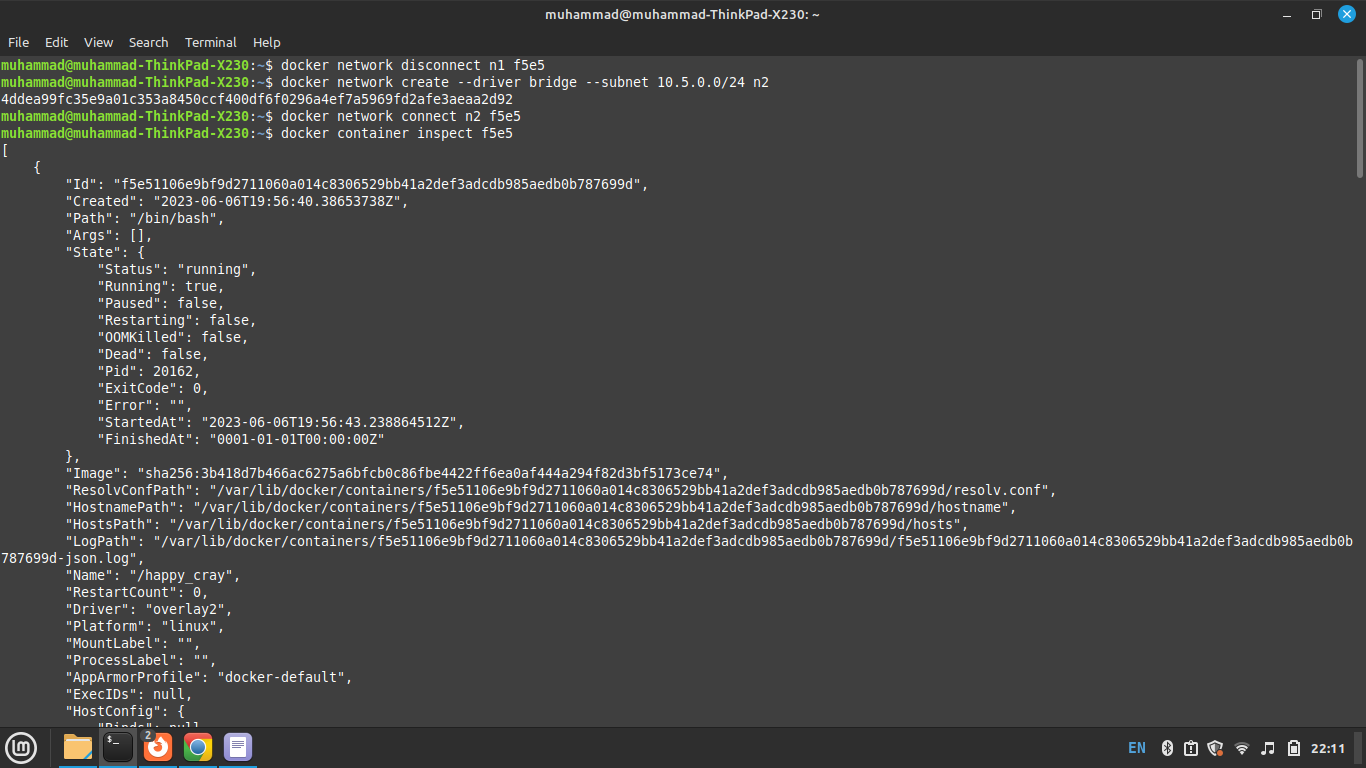 muhammad@muhammad-ThinkPad-X230: ~
File Edit View Search Terminal Help
muhammad@muhammad-ThinkPad-X230:~$ docker network disconnect n1 f5e5
muhammad@muhammad-ThinkPad-X230:~$ docker network create --driver bridge --subnet 10.5.0.0/24 n2
4ddea99fc35e9a01c353a8450ccf400df6f0296a4ef7a5969fd2afe3aeaa2d92
muhammad@muhammad-ThinkPad-X230:~$ docker network connect n2 f5e5
muhammad@muhammad-ThinkPad-X230:~$ docker container inspect f5e5
[
    {
        "Id": "f5e51106e9bf9d2711060a014c8306529bb41a2def3adcdb985aedb0b787699d",
        "Created": "2023-06-06T19:56:40.38653738Z",
        "Path": "/bin/bash",
        "Args": [],
        "State": {
            "Status": "running",
            "Running": true,
            "Paused": false,
            "Restarting": false,
            "OOMKilled": false,
            "Dead": false,
            "Pid": 20162,
            "ExitCode": 0,
            "Error": "",
            "StartedAt": "2023-06-06T19:56:43.238864512Z",
            "FinishedAt": "0001-01-01T00:00:00Z"
        },
        "Image": "sha256:3b418d7b466ac6275a6bfcb0c86fbe4422ff6ea0af444a294f82d3bf5173ce74",
        "ResolvConfPath": "/var/lib/docker/containers/f5e51106e9bf9d2711060a014c8306529bb41a2def3adcdb985aedb0b787699d/resolv.conf",
        "HostnamePath": "/var/lib/docker/containers/f5e51106e9bf9d2711060a014c8306529bb41a2def3adcdb985aedb0b787699d/hostname",
        "HostsPath": "/var/lib/docker/containers/f5e51106e9bf9d2711060a014c8306529bb41a2def3adcdb985aedb0b787699d/hosts",
        "LogPath": "/var/lib/docker/containers/f5e51106e9bf9d2711060a014c8306529bb41a2def3adcdb985aedb0b787699d/f5e51106e9bf9d2711060a014c8306529bb41a2def3adcdb985aedb0b
787699d-json.log",
        "Name": "/happy_cray",
        "RestartCount": 0,
        "Driver": "overlay2",
        "Platform": "linux",
        "MountLabel": "",
        "ProcessLabel": "",
        "AppArmorProfile": "docker-default",
        "ExecIDs": null,
        "HostConfig": {
            "Binds": null,
2
EN 22:11